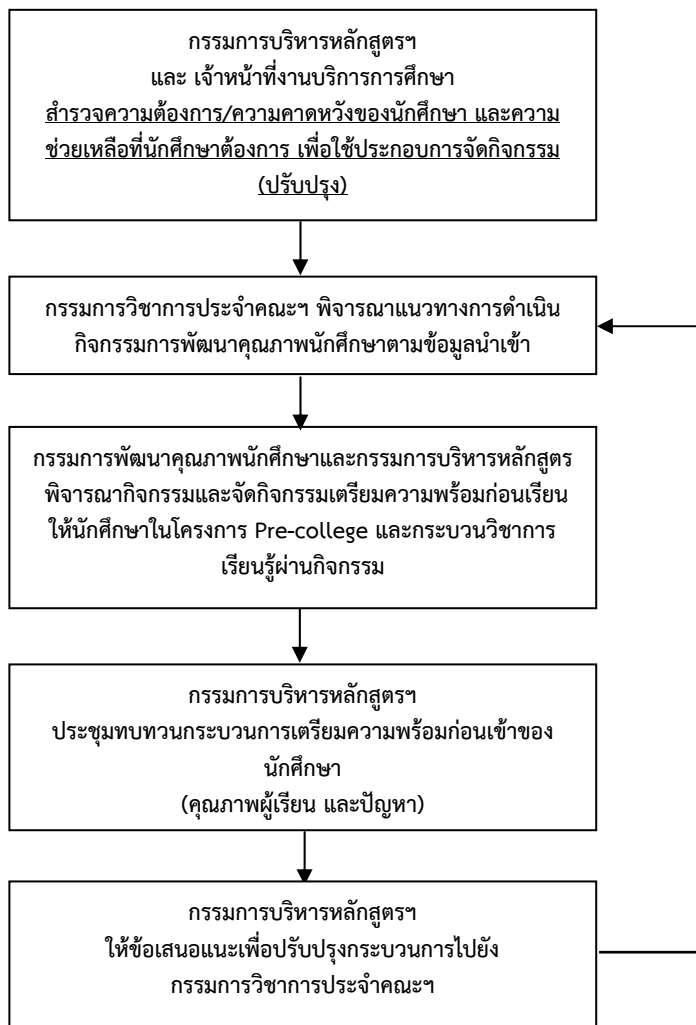 กรรมการบริหารหลักสูตรฯ
และ เจ้าหน้าที่งานบริการการศึกษา
สำรวจความต้องการ/ความคาดหวังของนักศึกษา และความ
ช่วยเหลือที่นักศึกษาต้องการ เพื่อใช้ประกอบการจัดกิจกรรม
(ปรับปรุง)
กรรมการวิชาการประจำคณะฯ พิจารณาแนวทางการดำเนิน
กิจกรรมการพัฒนาคุณภาพนักศึกษาตามข้อมูลนำเข้า
กรรมการพัฒนาคุณภาพนักศึกษาและกรรมการบริหารหลักสูตร
พิจารณากิจกรรมและจัดกิจกรรมเตรียมความพร้อมก่อนเรียน
ให้นักศึกษาในโครงการ Pre-college และกระบวนวิชาการ
เรียนรู้ผ่านกิจกรรม
กรรมการบริหารหลักสูตรฯ
ประชุมทบทวนกระบวนการเตรียมความพร้อมก่อนเข้าของ
นักศึกษา
(คุณภาพผู้เรียน และปัญหา)
กรรมการบริหารหลักสูตรฯ
ให้ข้อเสนอแนะเพื่อปรับปรุงกระบวนการไปยัง
กรรมการวิชาการประจำคณะฯ